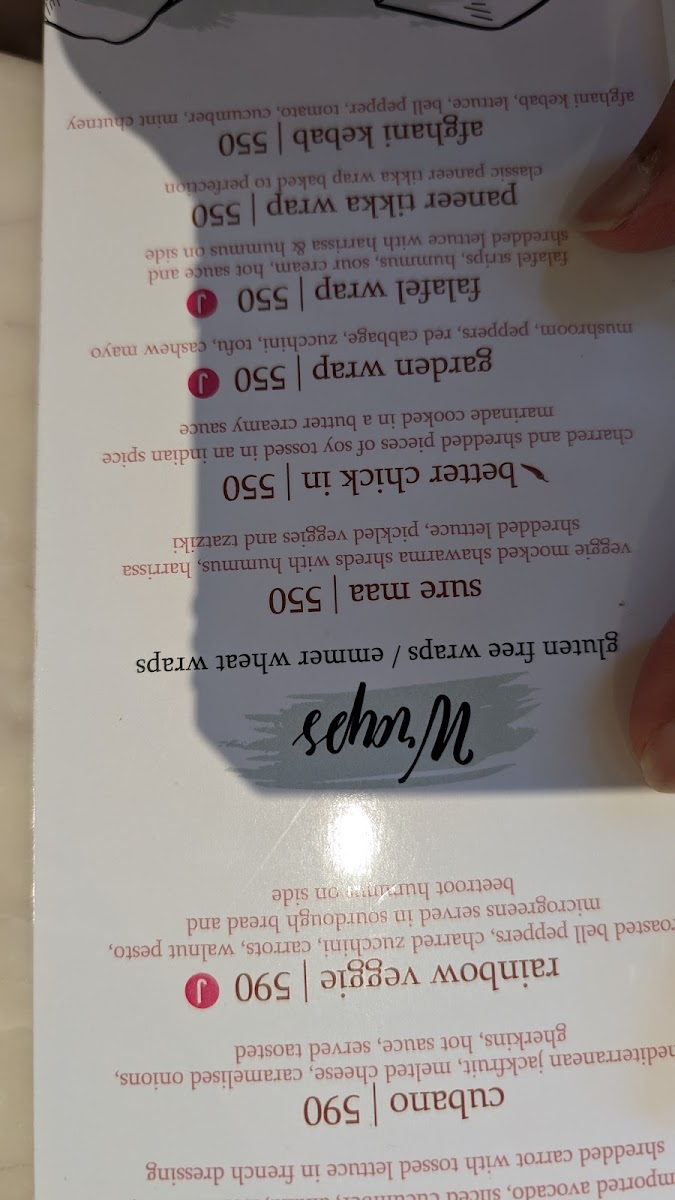 mported avocado, sliced
shredded carrot with tossed lettuce in french dressing
cubano | 590
mediterranean jackfruit, melted cheese, caramelised onions,
gherkins, hot sauce, served taosted
rainbow veggie | 590 J
roasted bell peppers, charred zucchini, carrots, walnut pesto,
microgreens served in sourdough bread and
beetroot hummus on side
Wraps
gluten free wraps / emmer wheat wraps
sure maa | 550
veggie mocked shawarma shreds with hummus, harrissa
shredded lettuce, pickled veggies and tzatziki
better chick in | 550
charred and shredded pieces of soy tossed in an indian spice
marinade cooked in a butter creamy sauce
garden wrap | 550 J
mushroom, peppers, red cabbage, zucchini, tofu, cashew mayo
falafel wrap | 550 J
falafel strips, hummus, sour cream, hot sauce and
shredded lettuce with harrissa & hummus on side
paneer tikka wrap | 550
classic paneer tikka wrap baked to perfection
afghani kebab | 550
afghani kebab, lettuce, bell pepper, tomato, cucumber, mint chutney